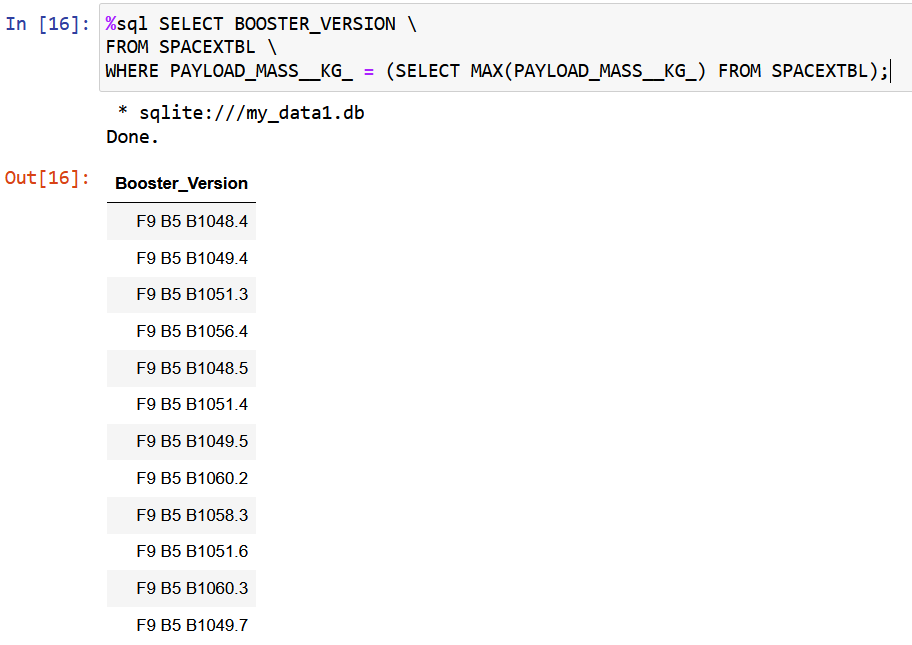 In [16]: %sql SELECT BOOSTER_VERSION \
FROM SPACEXTBL \
WHERE PAYLOAD_MASS__KG_ = (SELECT MAX(PAYLOAD_MASS__KG_) FROM SPACEXTBL);
* sqlite:///my_data1.db
Done.
Out[16]: Booster_Version
F9 B5 B1048.4
F9 B5 B1049.4
F9 B5 B1051.3
F9 B5 B1056.4
F9 B5 B1048.5
F9 B5 B1051.4
F9 B5 B1049.5
F9 B5 B1060.2
F9 B5 B1058.3
F9 B5 B1051.6
F9 B5 B1060.3
F9 B5 B1049.7